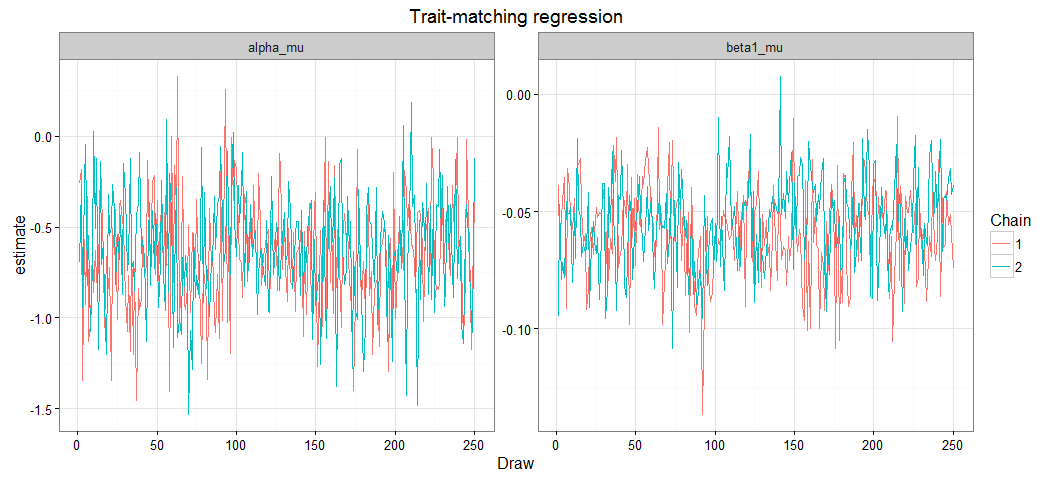 Trait-matching regression
alpha_mu
beta1_mu
estimate
0.0
-0.5
-1.0
-1.5
0.00
-0.05
-0.10
0 50 100 150 200 250
0 50 100 150 200 250
Draw
Chain
1
2